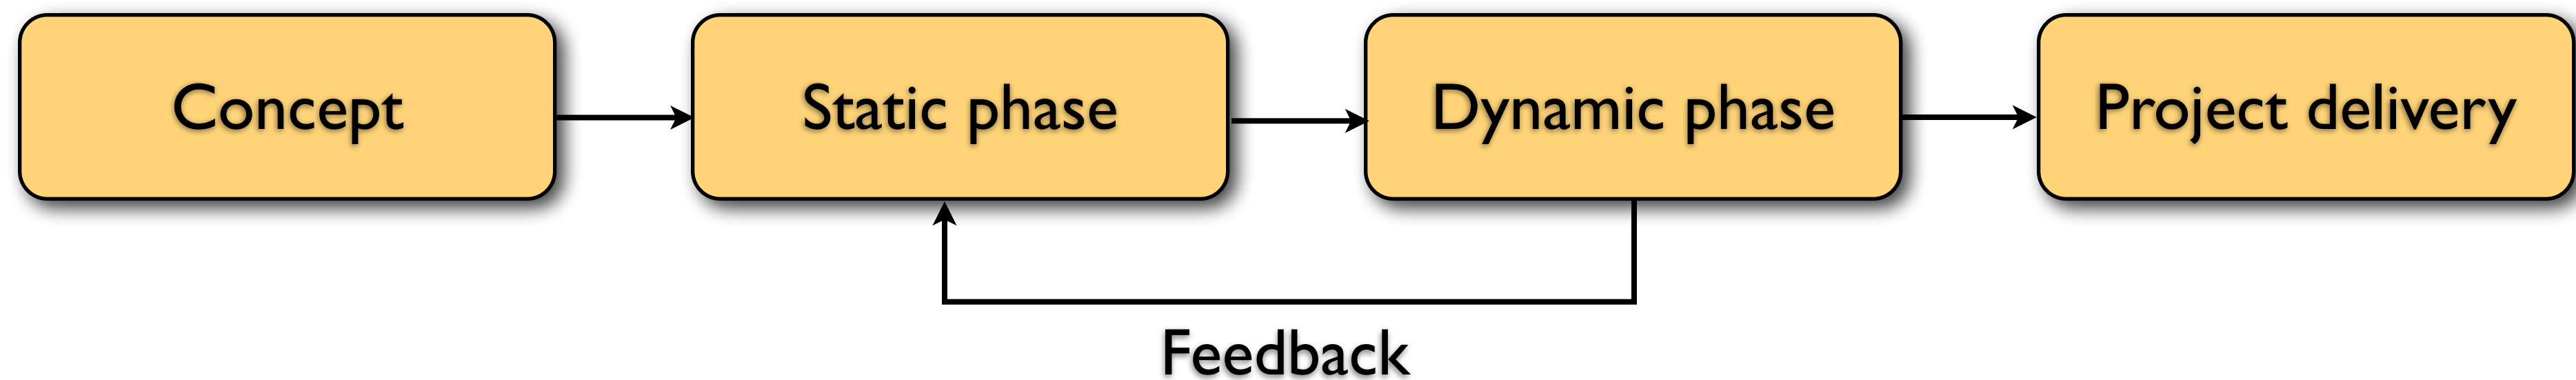 Concept
Static phase
Dynamic phase
Project delivery
Feedback